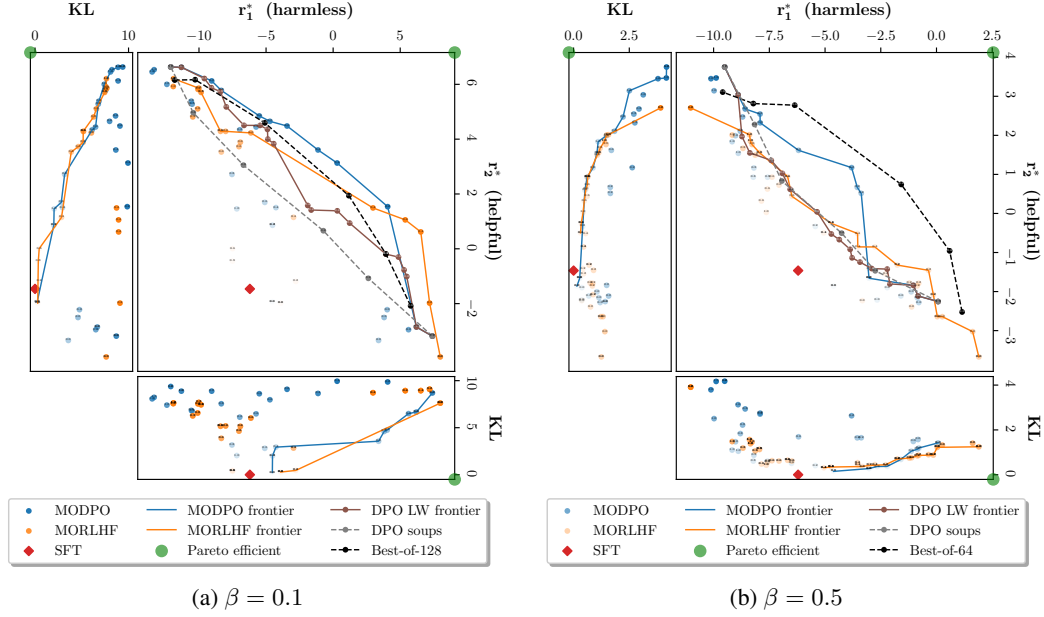 KL
r₁* (harmless)
0
10
−10
−5
0
5
6
4
2
0
−2
r₂* (helpful)
10
5
0
KL
MODPO
MORLHF
SFT
MODPO frontier
MORLHF frontier
Pareto efficient
DPO LW frontier
DPO soups
Best-of-128
(a) β = 0.1
KL
r₁* (harmless)
0.0
2.5
−10.0
−7.5
−5.0
−2.5
0.0
2.5
4
3
2
1
0
−1
−2
−3
r₂* (helpful)
4
2
0
KL
MODPO
MORLHF
SFT
MODPO frontier
MORLHF frontier
Pareto efficient
DPO LW frontier
DPO soups
Best-of-64
(b) β = 0.5